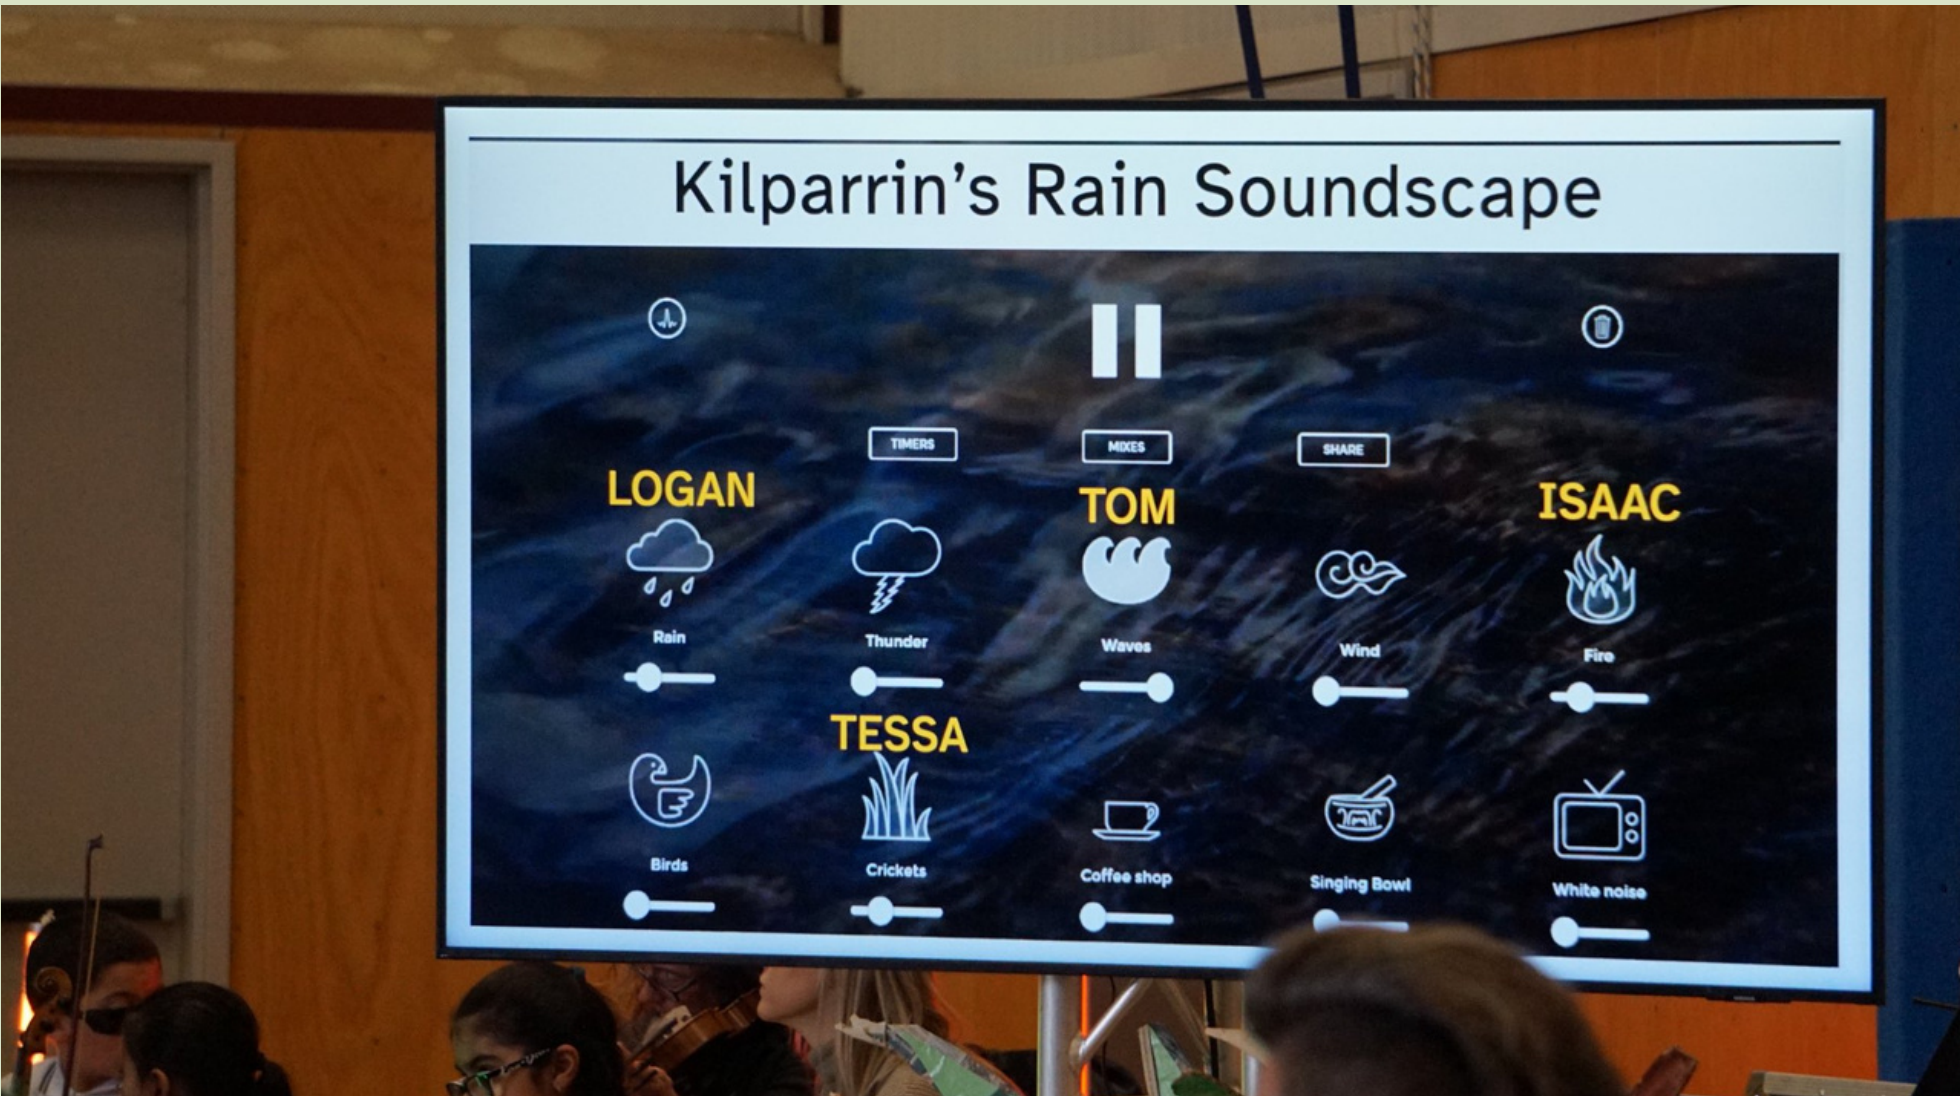 Kilparrin's Rain Soundscape
TIMERS MIXES SHARE
LOGAN TOM ISAAC
Rain Thunder Waves Wind Fire
TESSA
Birds Crickets Coffee shop Singing Bowl White noise